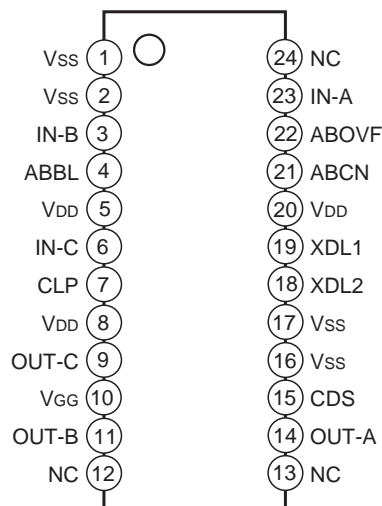 Vss 1 24 NC
Vss 2 23 IN-A
IN-B 3 22 ABOVF
ABBL 4 21 ABCN
VDD 5 20 VDD
IN-C 6 19 XDL1
CLP 7 18 XDL2
VDD 8 17 Vss
OUT-C 9 16 Vss
VGG 10 15 CDS
OUT-B 11 14 OUT-A
NC 12 13 NC